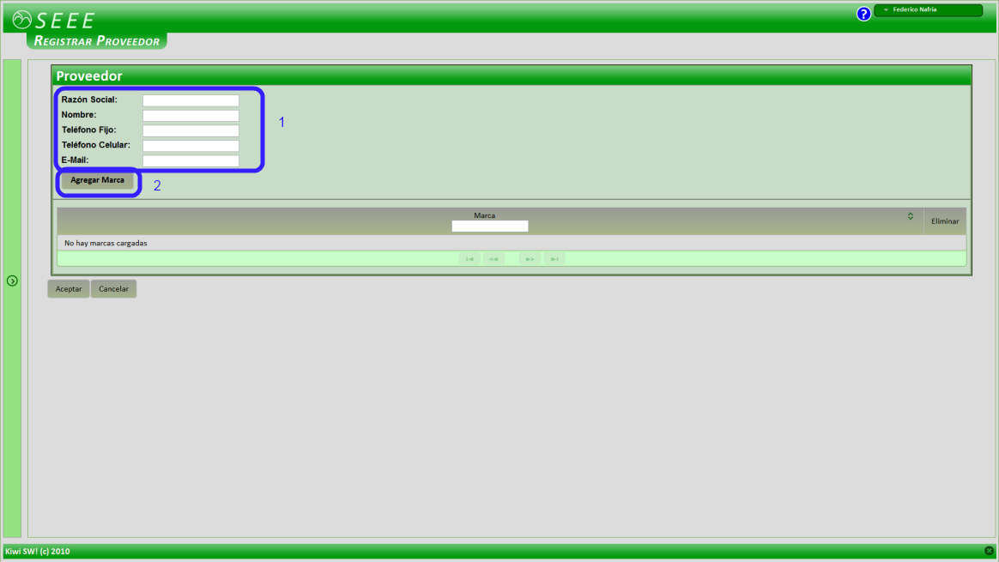 SEEE
? Federico Nafria
REGISTRAR PROVEEDOR
Proveedor
Razón Social:
Nombre:
Teléfono Fijo:
Teléfono Celular:
E-Mail:
1
Agregar Marca
2
Marca
Eliminar
No hay marcas cargadas
Aceptar Cancelar
Kiwi SW! (c) 2010